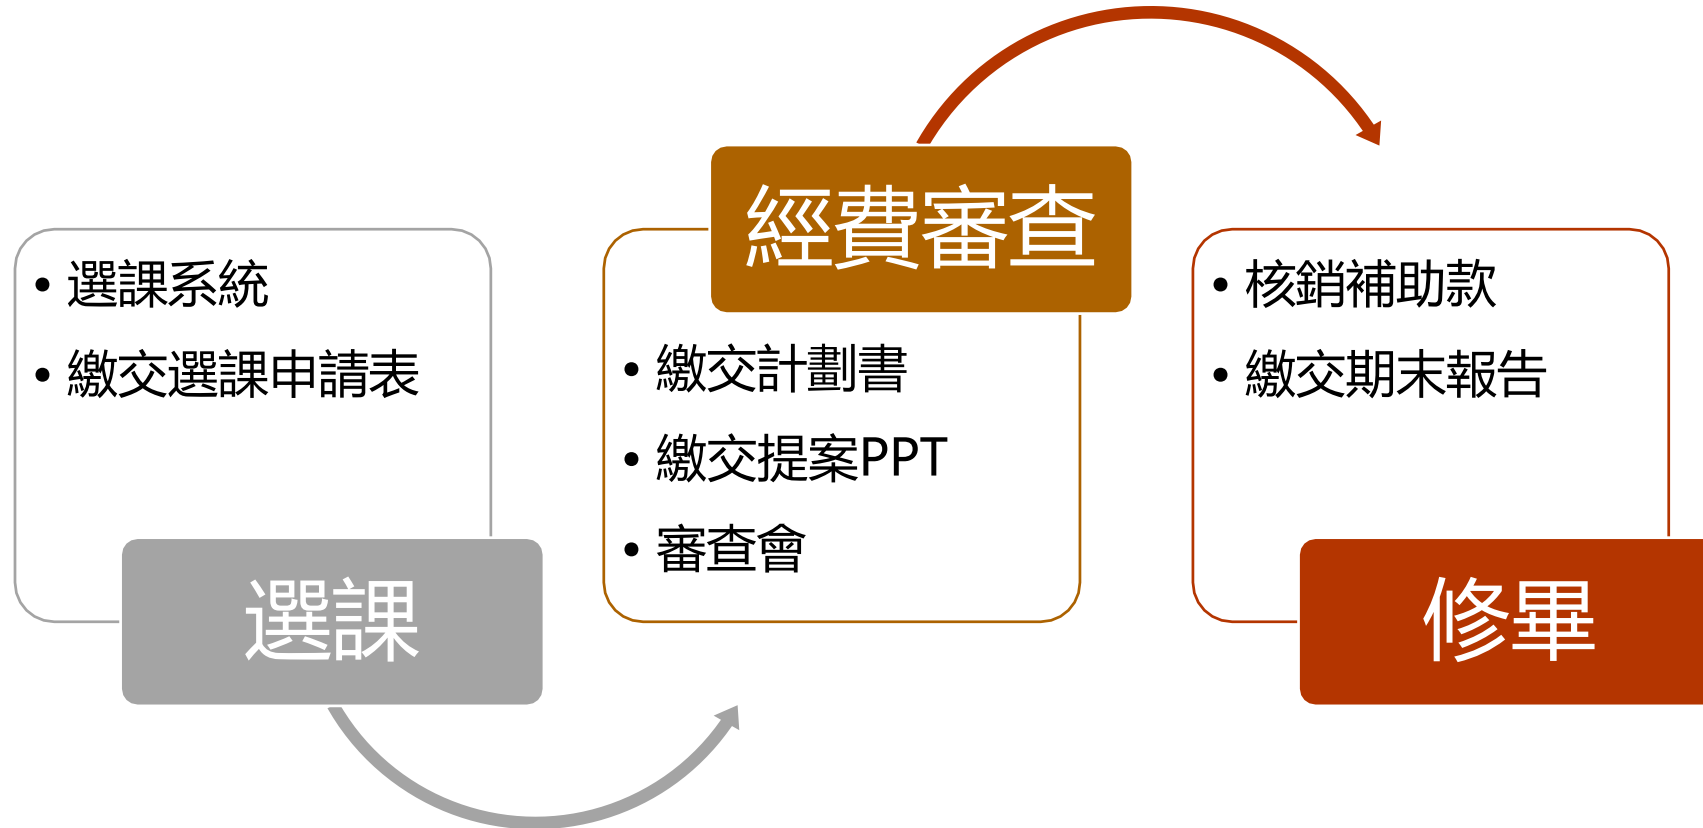 選課系統
繳交選課申請表
選課
經費審查
繳交計劃書
繳交提案PPT
審查會
核銷補助款
繳交期末報告
修畢